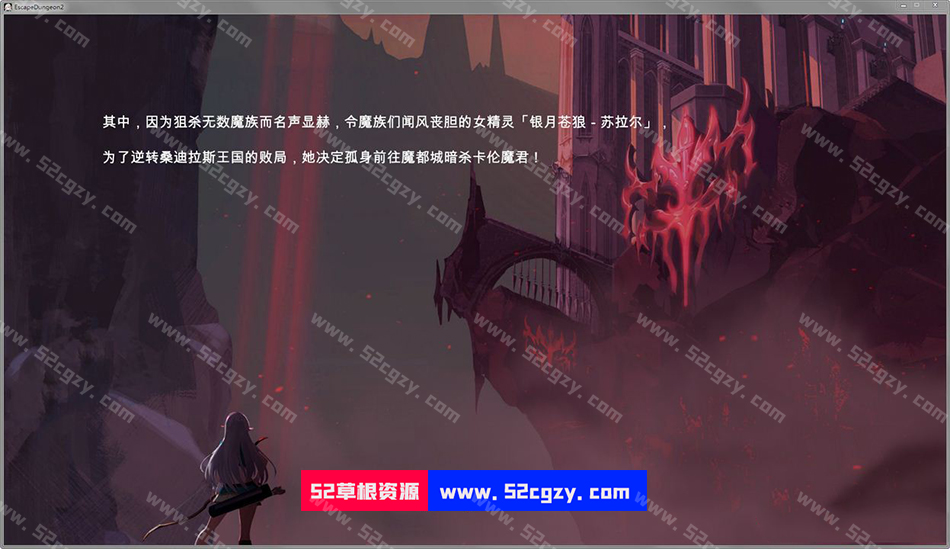 EscapeDungeon2
其中，因为狙杀无数魔族而名声显赫，令魔族们闻风丧胆的女精灵「银月苍狼－苏拉尔」，
为了逆转桑迪拉斯王国的败局，她决定孤身前往魔都城暗杀卡伦魔君！
52草根资源 www.52cgzy.com
www.52cgzy.com